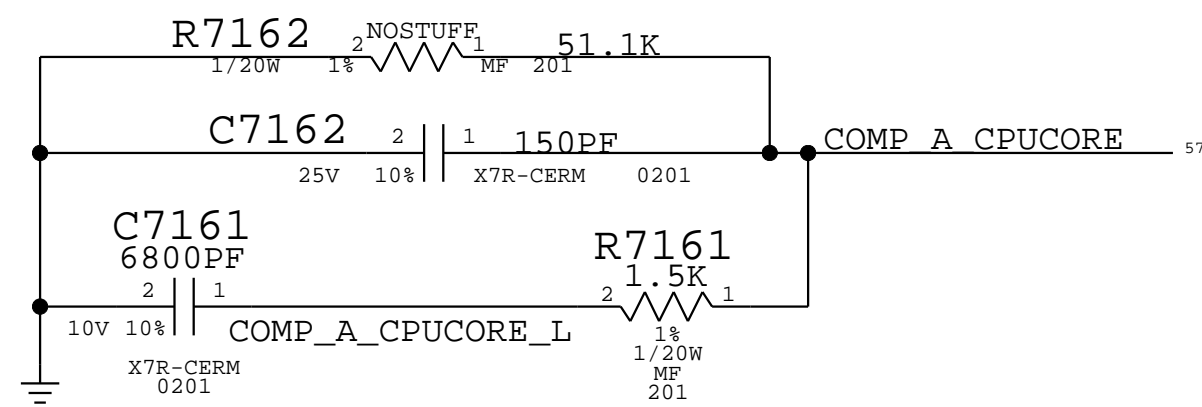 R7162
2
NOSTUFF
1
51.1K
1/20W
1%
MF
201
C7162
2
1
150PF
COMP_A_CPUCORE
57
25V
10%
X7R-CERM
0201
C7161
6800PF
2
1
10V
10%
X7R-CERM
0201
COMP_A_CPUCORE_L
R7161
1.5K
2
1
1%
1/20W
MF
201